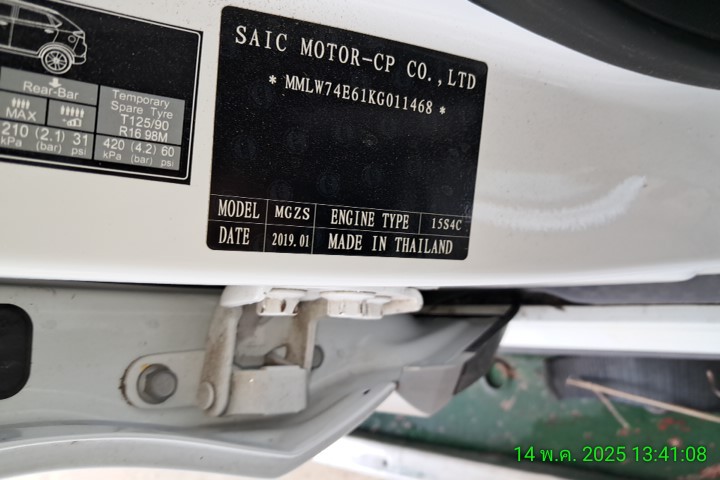 SAIC MOTOR-CP CO.,LTD
* MMLW74E61KG011468 *
MODEL MGZS ENGINE TYPE 15S4C
DATE 2019.01 MADE IN THAILAND
Rear-Bar
Temporary
Spare Tyre
T125/90
R16 98M
MAX
210 (2.1) 31
kPa (bar) psi
420 (4.2) 60
kPa (bar) psi
14 พ.ค. 2025 13:41:08